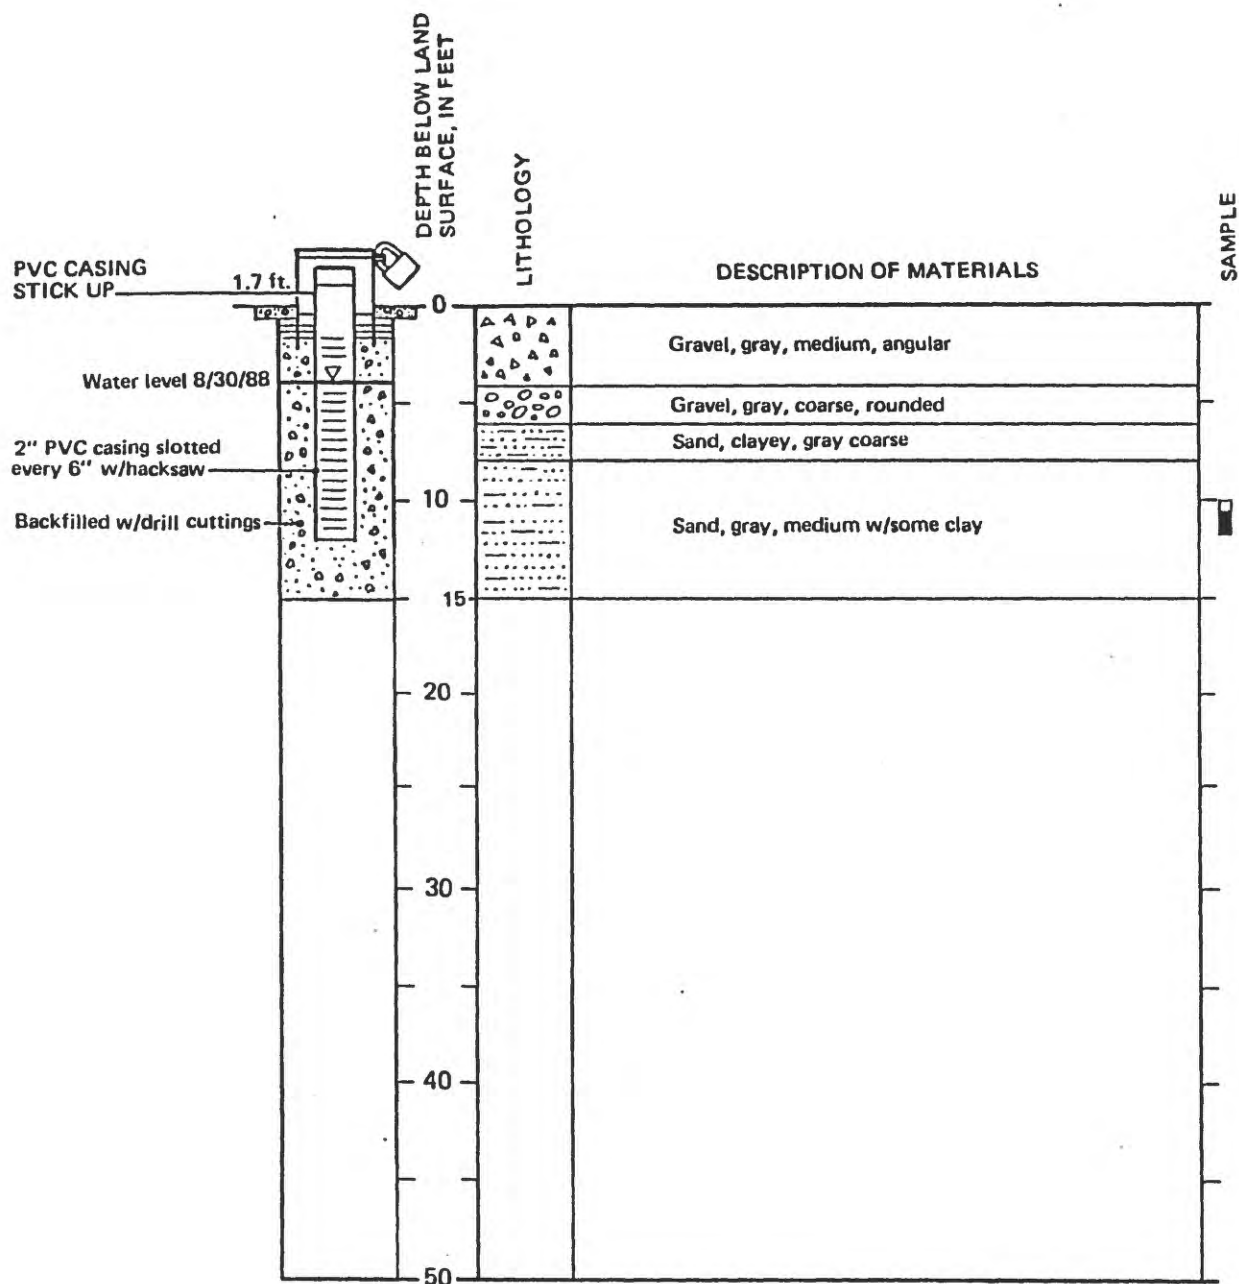 DEPTH BELOW LAND
SURFACE, IN FEET
LITHOLOGY
SAMPLE
DESCRIPTION OF MATERIALS
PVC CASING
STICK UP
1.7 ft.
0
Gravel, gray, medium, angular
Water level 8/30/88
Gravel, gray, coarse, rounded
2" PVC casing slotted
every 6" w/hacksaw
Sand, clayey, gray coarse
10
Backfilled w/drill cuttings
Sand, gray, medium w/some clay
15
20
30
40
50